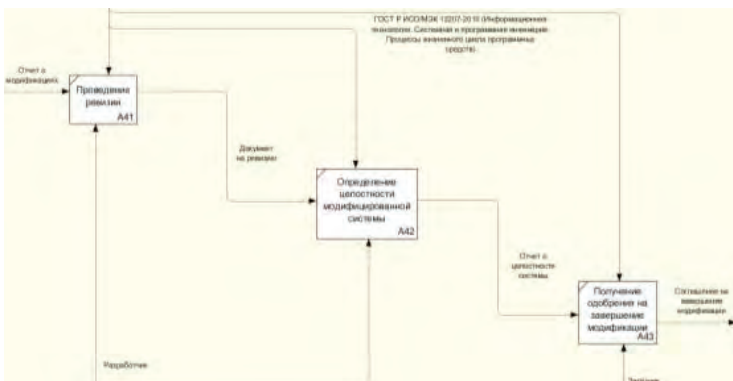 ГОСТ Р ИСО/МЭК 12207-2010 (Информационная
технология. Системная и программная инженерия.
Процессы жизненного цикла программных
средств)
Отчет о
модификациях
Проведение
ревизии
A41
Документ
на ревизии
Определение
целостности
модифицированной
системы
A42
Отчет о
целостности
системы
Получение
одобрения на
завершение
модификации
A43
Соглашение на
завершение
модификации
Разработчик